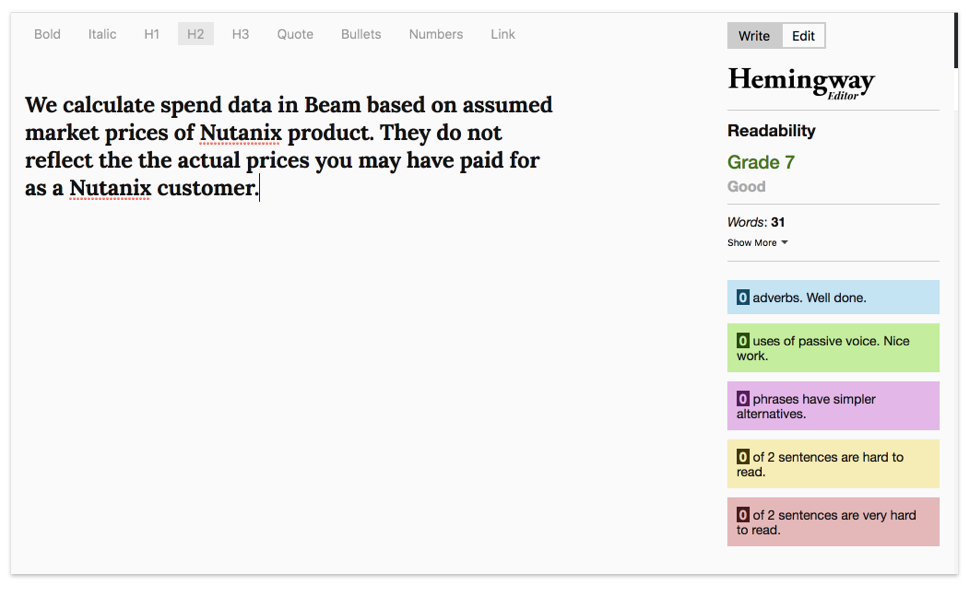 Bold Italic H1 H2 H3 Quote Bullets Numbers Link
Write Edit
We calculate spend data in Beam based on assumed
market prices of Nutanix product. They do not
reflect the the actual prices you may have paid for
as a Nutanix customer.
Hemingway
Editor
Readability
Grade 7
Good
Words: 31
Show More
0 adverbs. Well done.
0 uses of passive voice. Nice
work.
0 phrases have simpler
alternatives.
0 of 2 sentences are hard to
read.
0 of 2 sentences are very hard
to read.